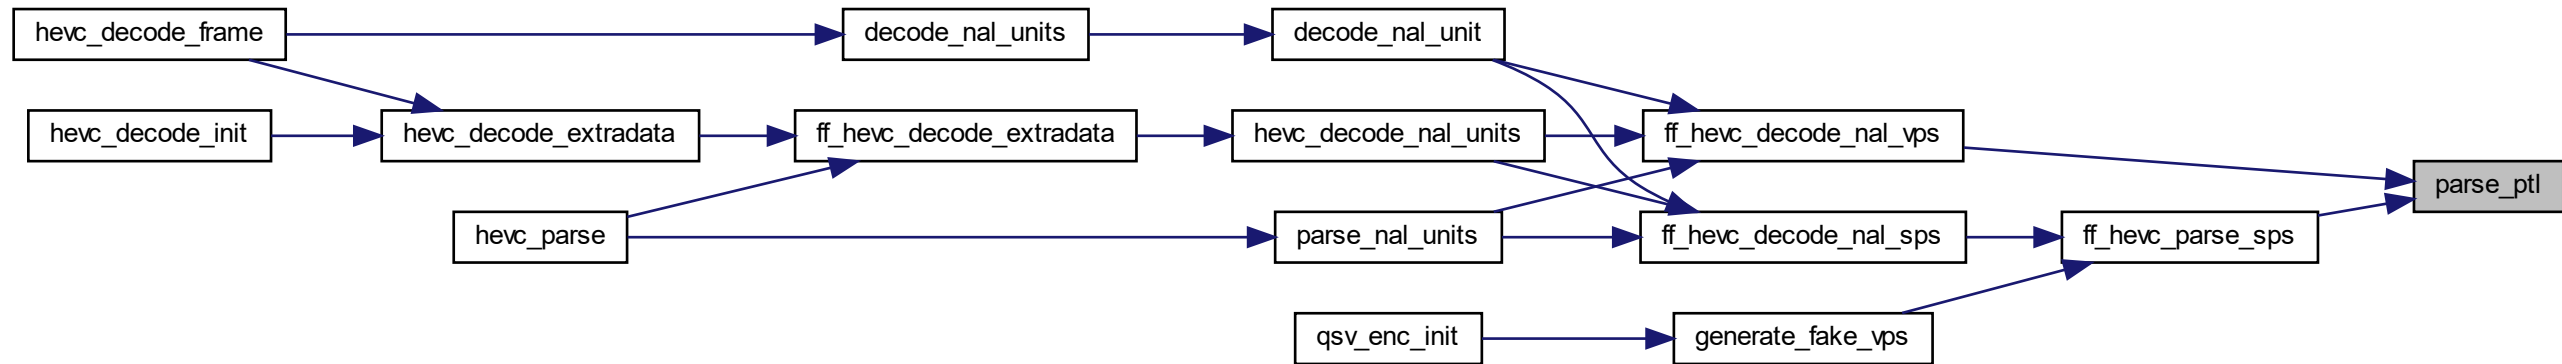 hevc_decode_frame
decode_nal_units
decode_nal_unit
hevc_decode_init
hevc_decode_extradata
ff_hevc_decode_extradata
hevc_decode_nal_units
ff_hevc_decode_nal_vps
parse_ptl
hevc_parse
parse_nal_units
ff_hevc_decode_nal_sps
ff_hevc_parse_sps
qsv_enc_init
generate_fake_vps